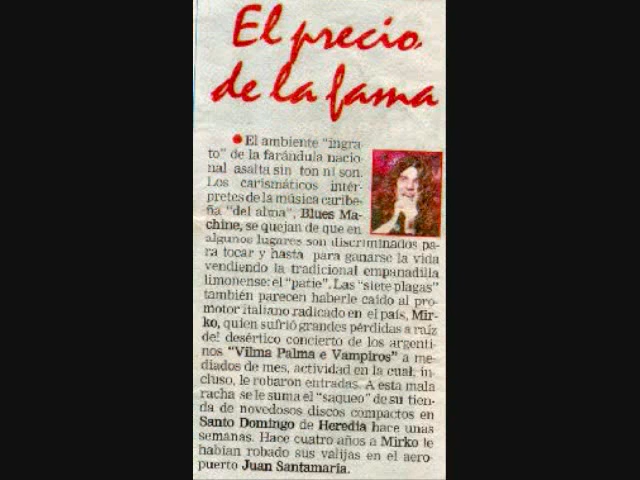 El precio
de la fama
El ambiente "ingra
to" de la farándula nacio
nal asalta sin ton ni son.
Los carismáticos intér-
pretes de la música caribe-
ña "del alma", Blues Ma-
chine, se quejan de que en
algunos lugares son discriminados pa-
ra tocar y hasta para ganarse la vida
vendiendo la tradicional empanadilla
limonense: el "patie". Las "siete plagas"
también parecen haberle caído al pro-
motor italiano radicado en el país, Mir-
ko, quien sufrió grandes pérdidas a raíz
del desértico concierto de los argenti-
nos "Vilma Palma e Vampiros" a me-
diados de mes, actividad en la cual, in-
cluso, le robaron entradas. A esta mala
racha se le suma el "saqueo" de su tien-
da de novedosos discos compactos en
Santo Domingo de Heredia hace unas
semanas. Hace cuatro años a Mirko le
habían robado sus valijas en el aero-
puerto Juan Santamaría.